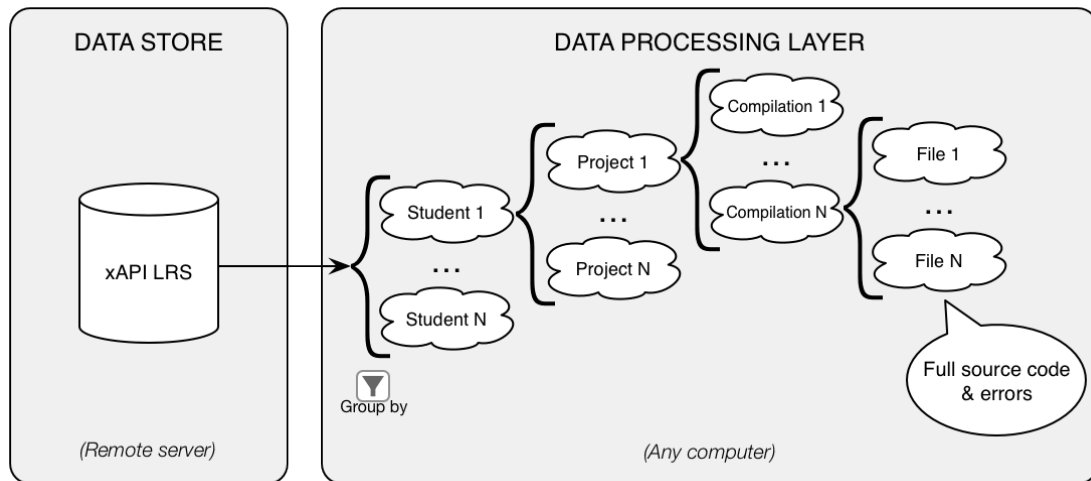 DATA STORE
xAPI LRS
(Remote server)
DATA PROCESSING LAYER
Group by
Student 1
...
Student N
Project 1
...
Project N
Compilation 1
...
Compilation N
File 1
...
File N
Full source code
& errors
(Any computer)